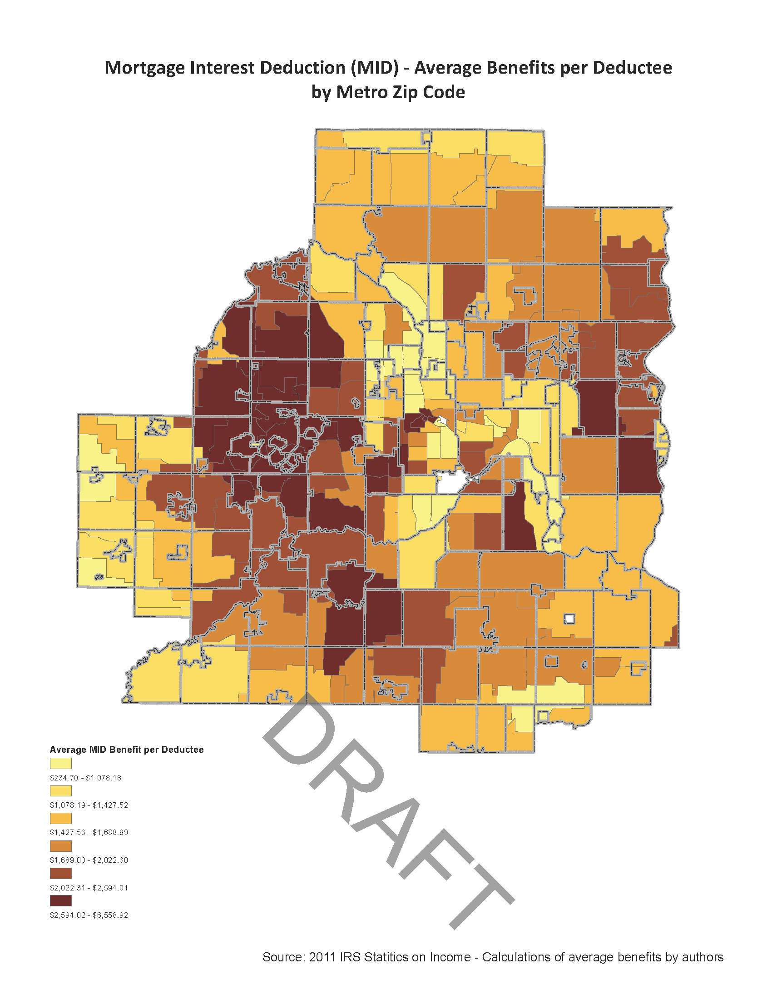 Mortgage Interest Deduction (MID) - Average Benefits per Deductee
by Metro Zip Code
Average MID Benefit per Deductee
$234.70 - $1,078.18
$1,078.19 - $1,427.52
$1,427.53 - $1,688.99
$1,689.00 - $2,022.30
$2,022.31 - $2,594.01
$2,594.02 - $6,558.92
DRAFT
Source: 2011 IRS Statitics on Income - Calculations of average benefits by authors